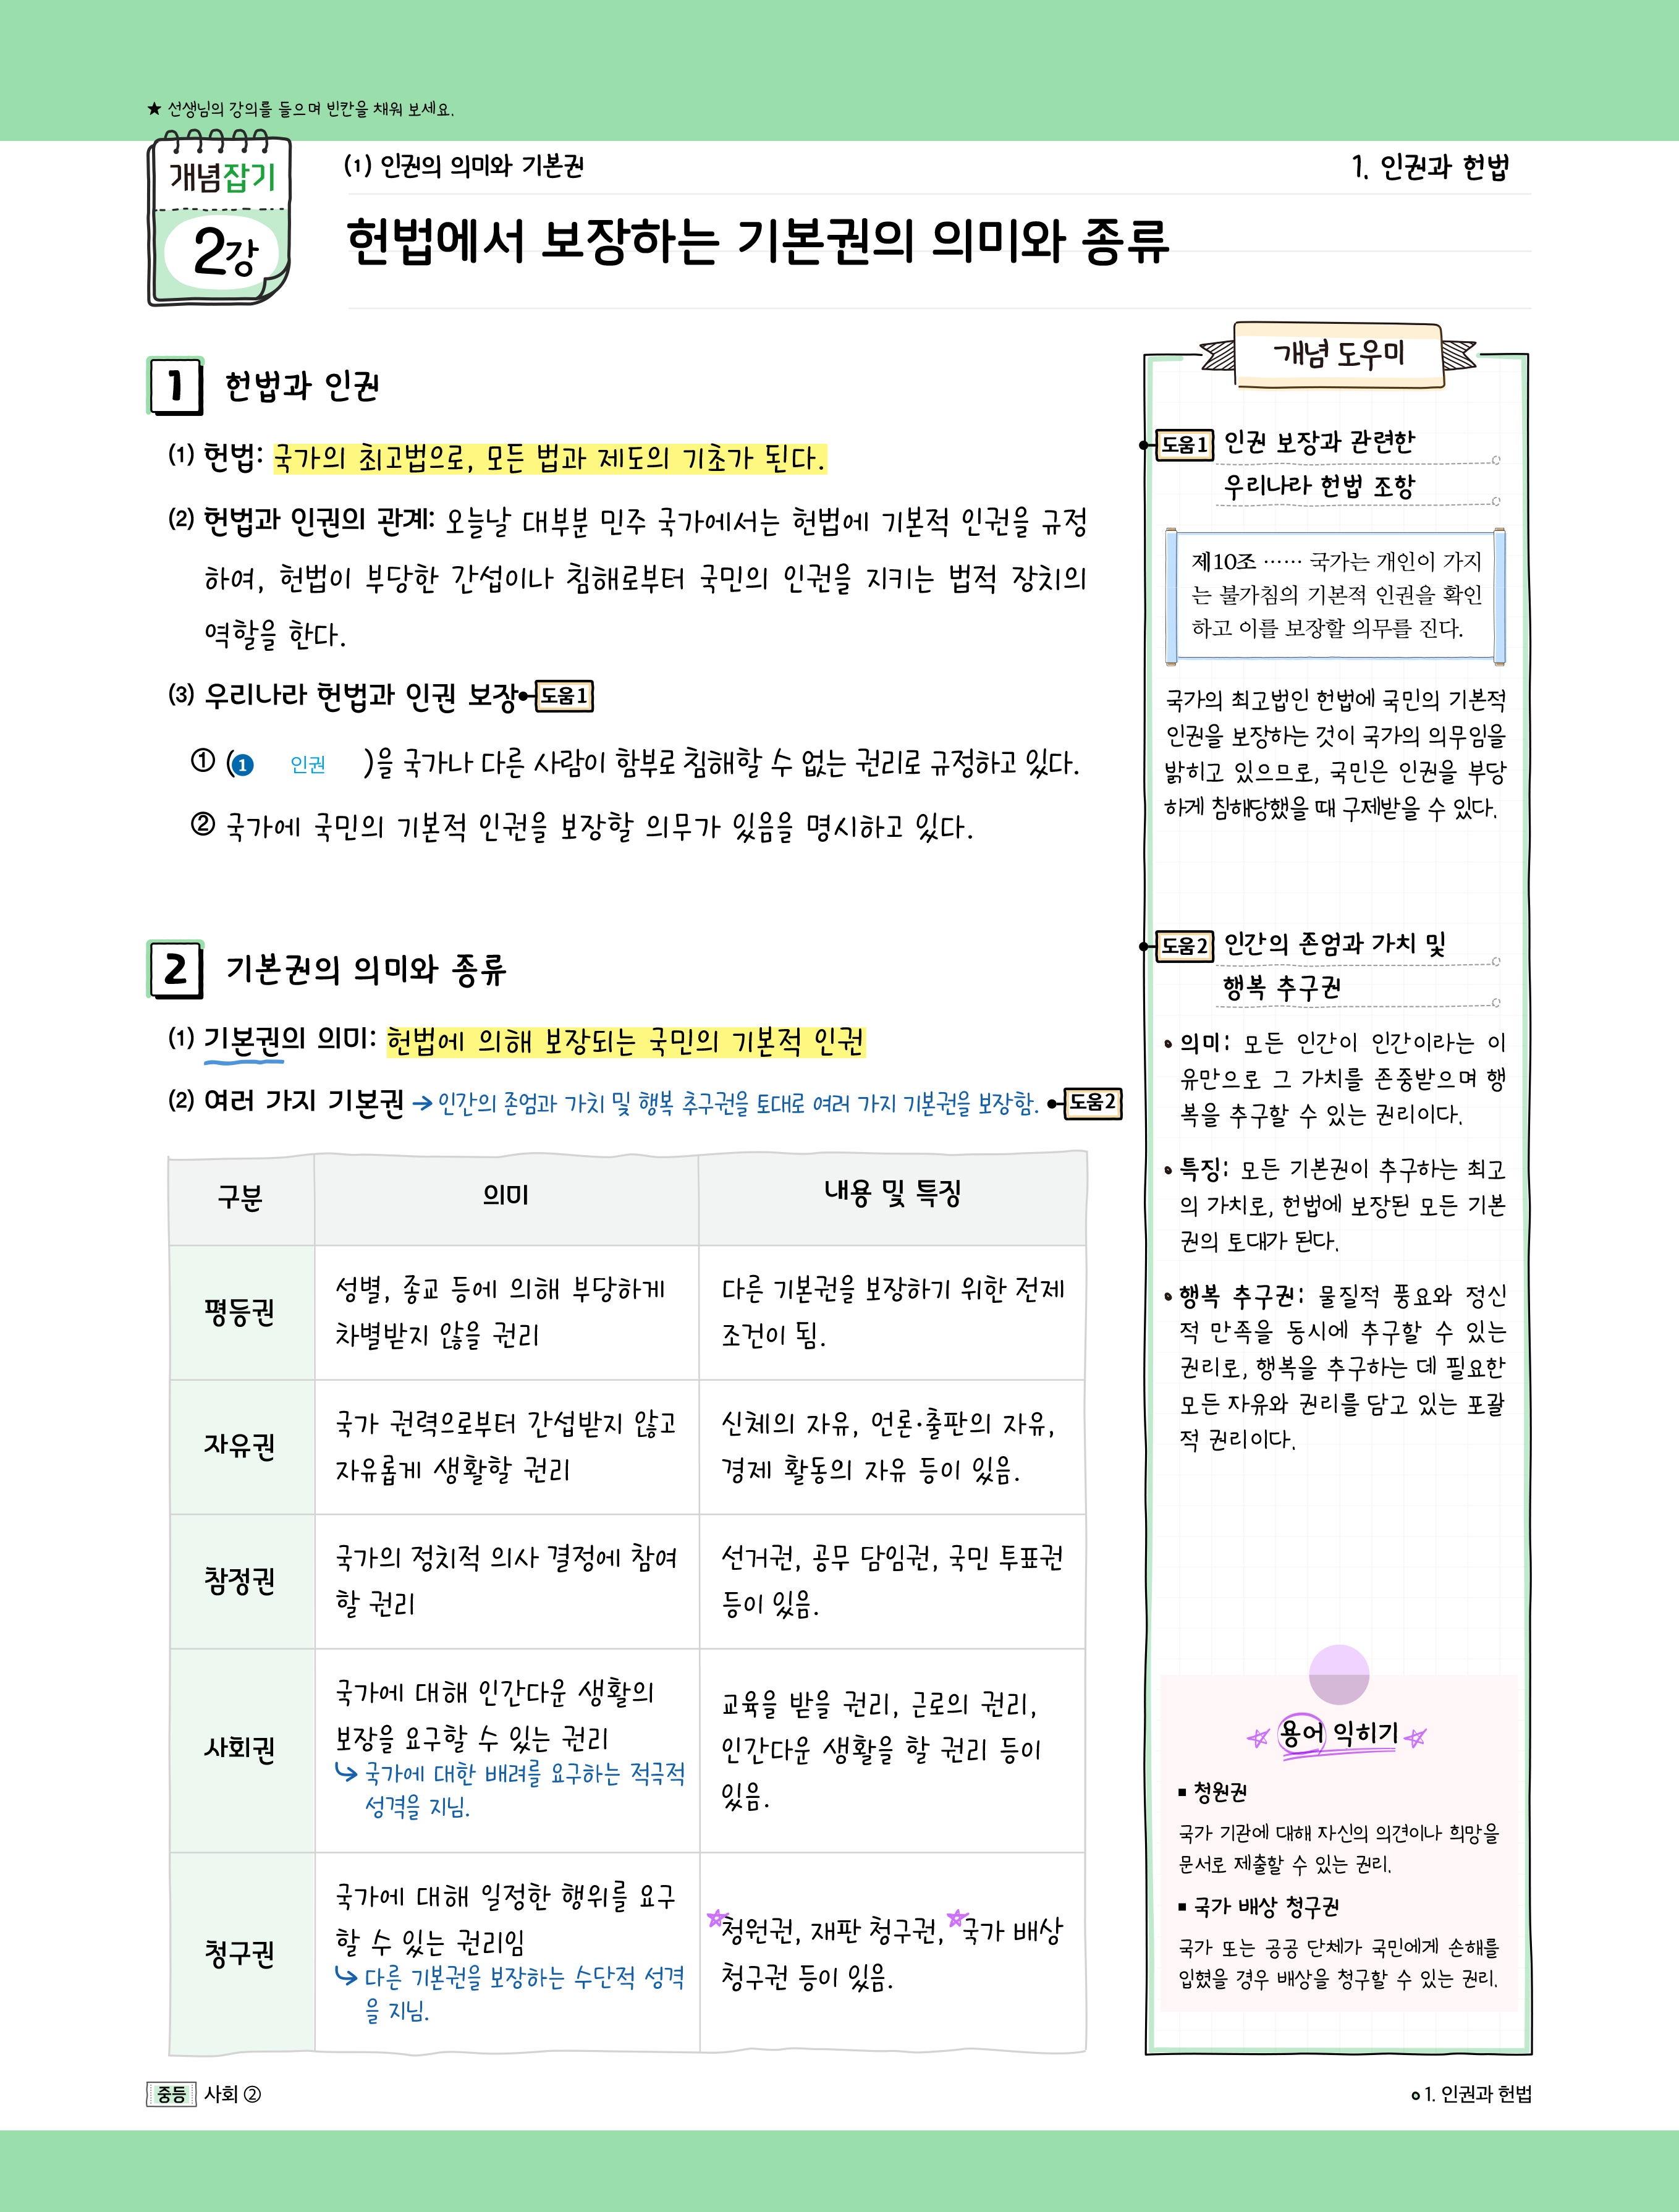 ★ 선생님의 강의를 들으며 빈칸을 채워 보세요.
개념잡기
2강
(1) 인권의 의미와 기본권
1. 인권과 헌법
헌법에서 보장하는 기본권의 의미와 종류
1 헌법과 인권
(1) 헌법: 국가의 최고법으로, 모든 법과 제도의 기초가 된다.
(2) 헌법과 인권의 관계: 오늘날 대부분 민주 국가에서는 헌법에 기본적 인권을 규정
하여, 헌법이 부당한 간섭이나 침해로부터 국민의 인권을 지키는 법적 장치의
역할을 한다.
(3) 우리나라 헌법과 인권 보장 도움1
① (1 인권 )을 국가나 다른 사람이 함부로 침해할 수 없는 권리로 규정하고 있다.
② 국가에 국민의 기본적 인권을 보장할 의무가 있음을 명시하고 있다.
2 기본권의 의미와 종류
(1) 기본권의 의미: 헌법에 의해 보장되는 국민의 기본적 인권
(2) 여러 가지 기본권 → 인간의 존엄과 가치 및 행복 추구권을 토대로 여러 가지 기본권을 보장함. 도움2
구분 의미 내용 및 특징
평등권
성별, 종교 등에 의해 부당하게
차별받지 않을 권리
다른 기본권을 보장하기 위한 전제
조건이 됨.
자유권
국가 권력으로부터 간섭받지 않고
자유롭게 생활할 권리
신체의 자유, 언론·출판의 자유,
경제 활동의 자유 등이 있음.
참정권
국가의 정치적 의사 결정에 참여
할 권리
선거권, 공무 담임권, 국민 투표권
등이 있음.
사회권
국가에 대해 인간다운 생활의
보장을 요구할 수 있는 권리
↳ 국가에 대한 배려를 요구하는 적극적
성격을 지님.
교육을 받을 권리, 근로의 권리,
인간다운 생활을 할 권리 등이
있음.
청구권
국가에 대해 일정한 행위를 요구
할 수 있는 권리임
↳ 다른 기본권을 보장하는 수단적 성격
을 지님.
☆청원권, 재판 청구권, ☆국가 배상
청구권 등이 있음.
개념 도우미
도움1 인권 보장과 관련한
우리나라 헌법 조항
제10조 …… 국가는 개인이 가지
는 불가침의 기본적 인권을 확인
하고 이를 보장할 의무를 진다.
국가의 최고법인 헌법에 국민의 기본적
인권을 보장하는 것이 국가의 의무임을
밝히고 있으므로, 국민은 인권을 부당
하게 침해당했을 때 구제받을 수 있다.
도움2 인간의 존엄과 가치 및
행복 추구권
• 의미: 모든 인간이 인간이라는 이
유만으로 그 가치를 존중받으며 행
복을 추구할 수 있는 권리이다.
• 특징: 모든 기본권이 추구하는 최고
의 가치로, 헌법에 보장된 모든 기본
권의 토대가 된다.
• 행복 추구권: 물질적 풍요와 정신
적 만족을 동시에 추구할 수 있는
권리로, 행복을 추구하는 데 필요한
모든 자유와 권리를 담고 있는 포괄
적 권리이다.
☆ 용어 익히기 ☆
▪ 청원권
국가 기관에 대해 자신의 의견이나 희망을
문서로 제출할 수 있는 권리.
▪ 국가 배상 청구권
국가 또는 공공 단체가 국민에게 손해를
입혔을 경우 배상을 청구할 수 있는 권리.
중등 사회 ②
1. 인권과 헌법